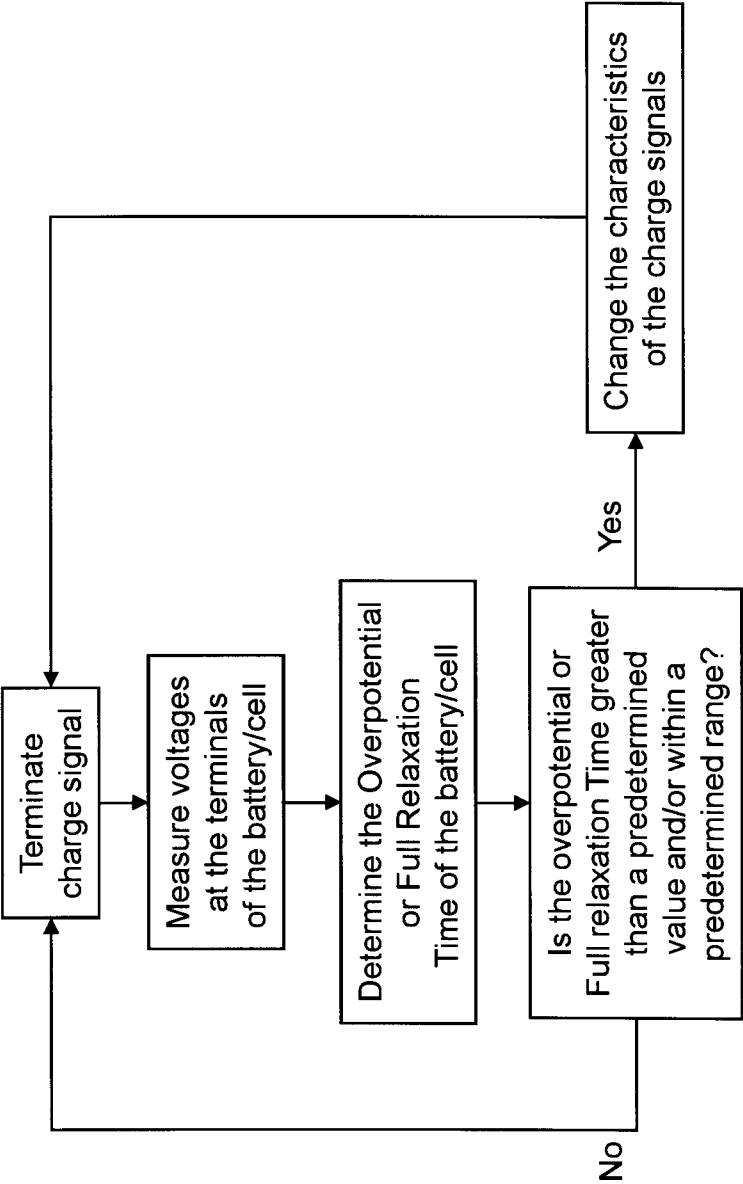 Terminate
charge signal
Measure voltages
at the terminals
of the battery/cell
Determine the Overpotential
or Full Relaxation
Time of the battery/cell
Is the overpotential or
Full relaxation Time greater
than a predetermined
value and/or within a
predetermined range?
No
Yes
Change the characteristics
of the charge signals